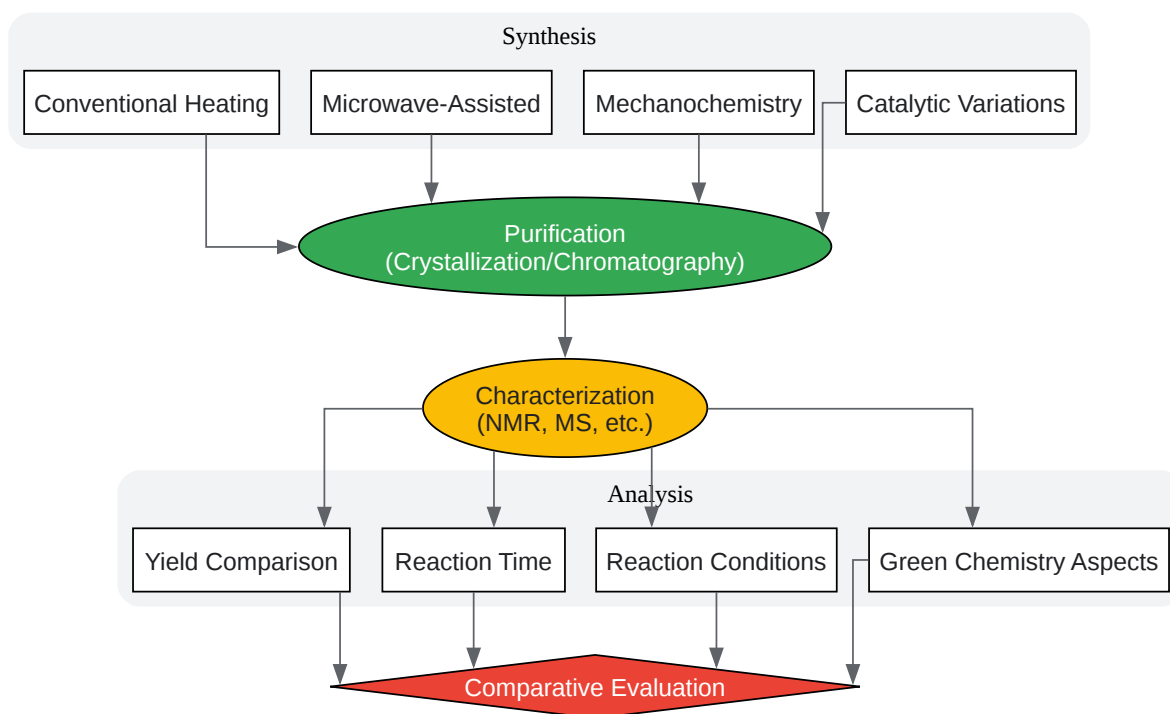 Synthesis
Conventional Heating
Microwave-Assisted
Mechanochemistry
Catalytic Variations
Purification
(Crystallization/Chromatography)
Characterization
(NMR, MS, etc.)
Analysis
Yield Comparison
Reaction Time
Reaction Conditions
Green Chemistry Aspects
Comparative Evaluation